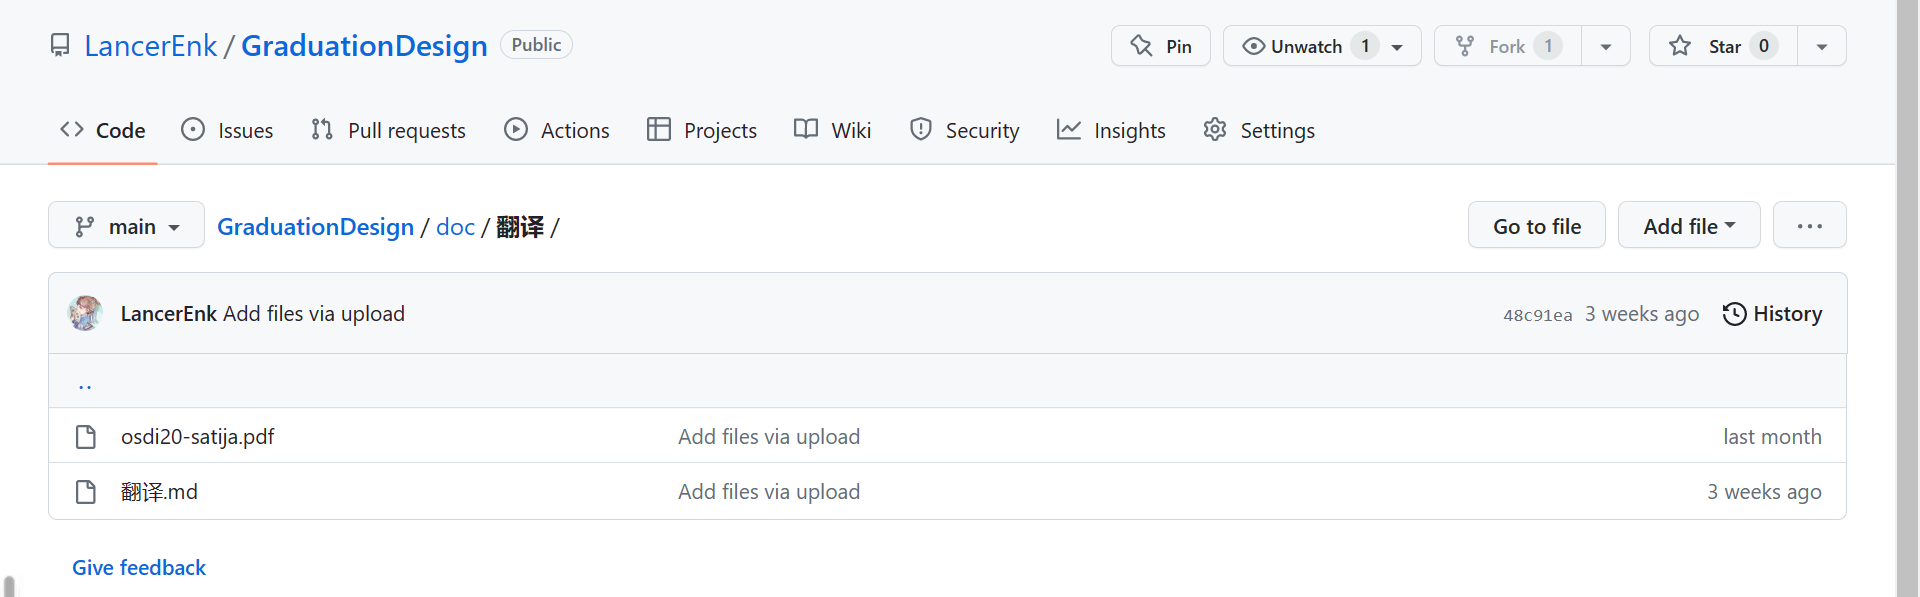 LancerEnk / GraduationDesign Public Pin Unwatch 1 Fork 1 Star 0
Code Issues Pull requests Actions Projects Wiki Security Insights Settings
main GraduationDesign / doc / 翻译 / Go to file Add file ...
LancerEnk Add files via upload 48c91ea 3 weeks ago History
..
osdi20-satija.pdf Add files via upload last month
翻译.md Add files via upload 3 weeks ago
Give feedback